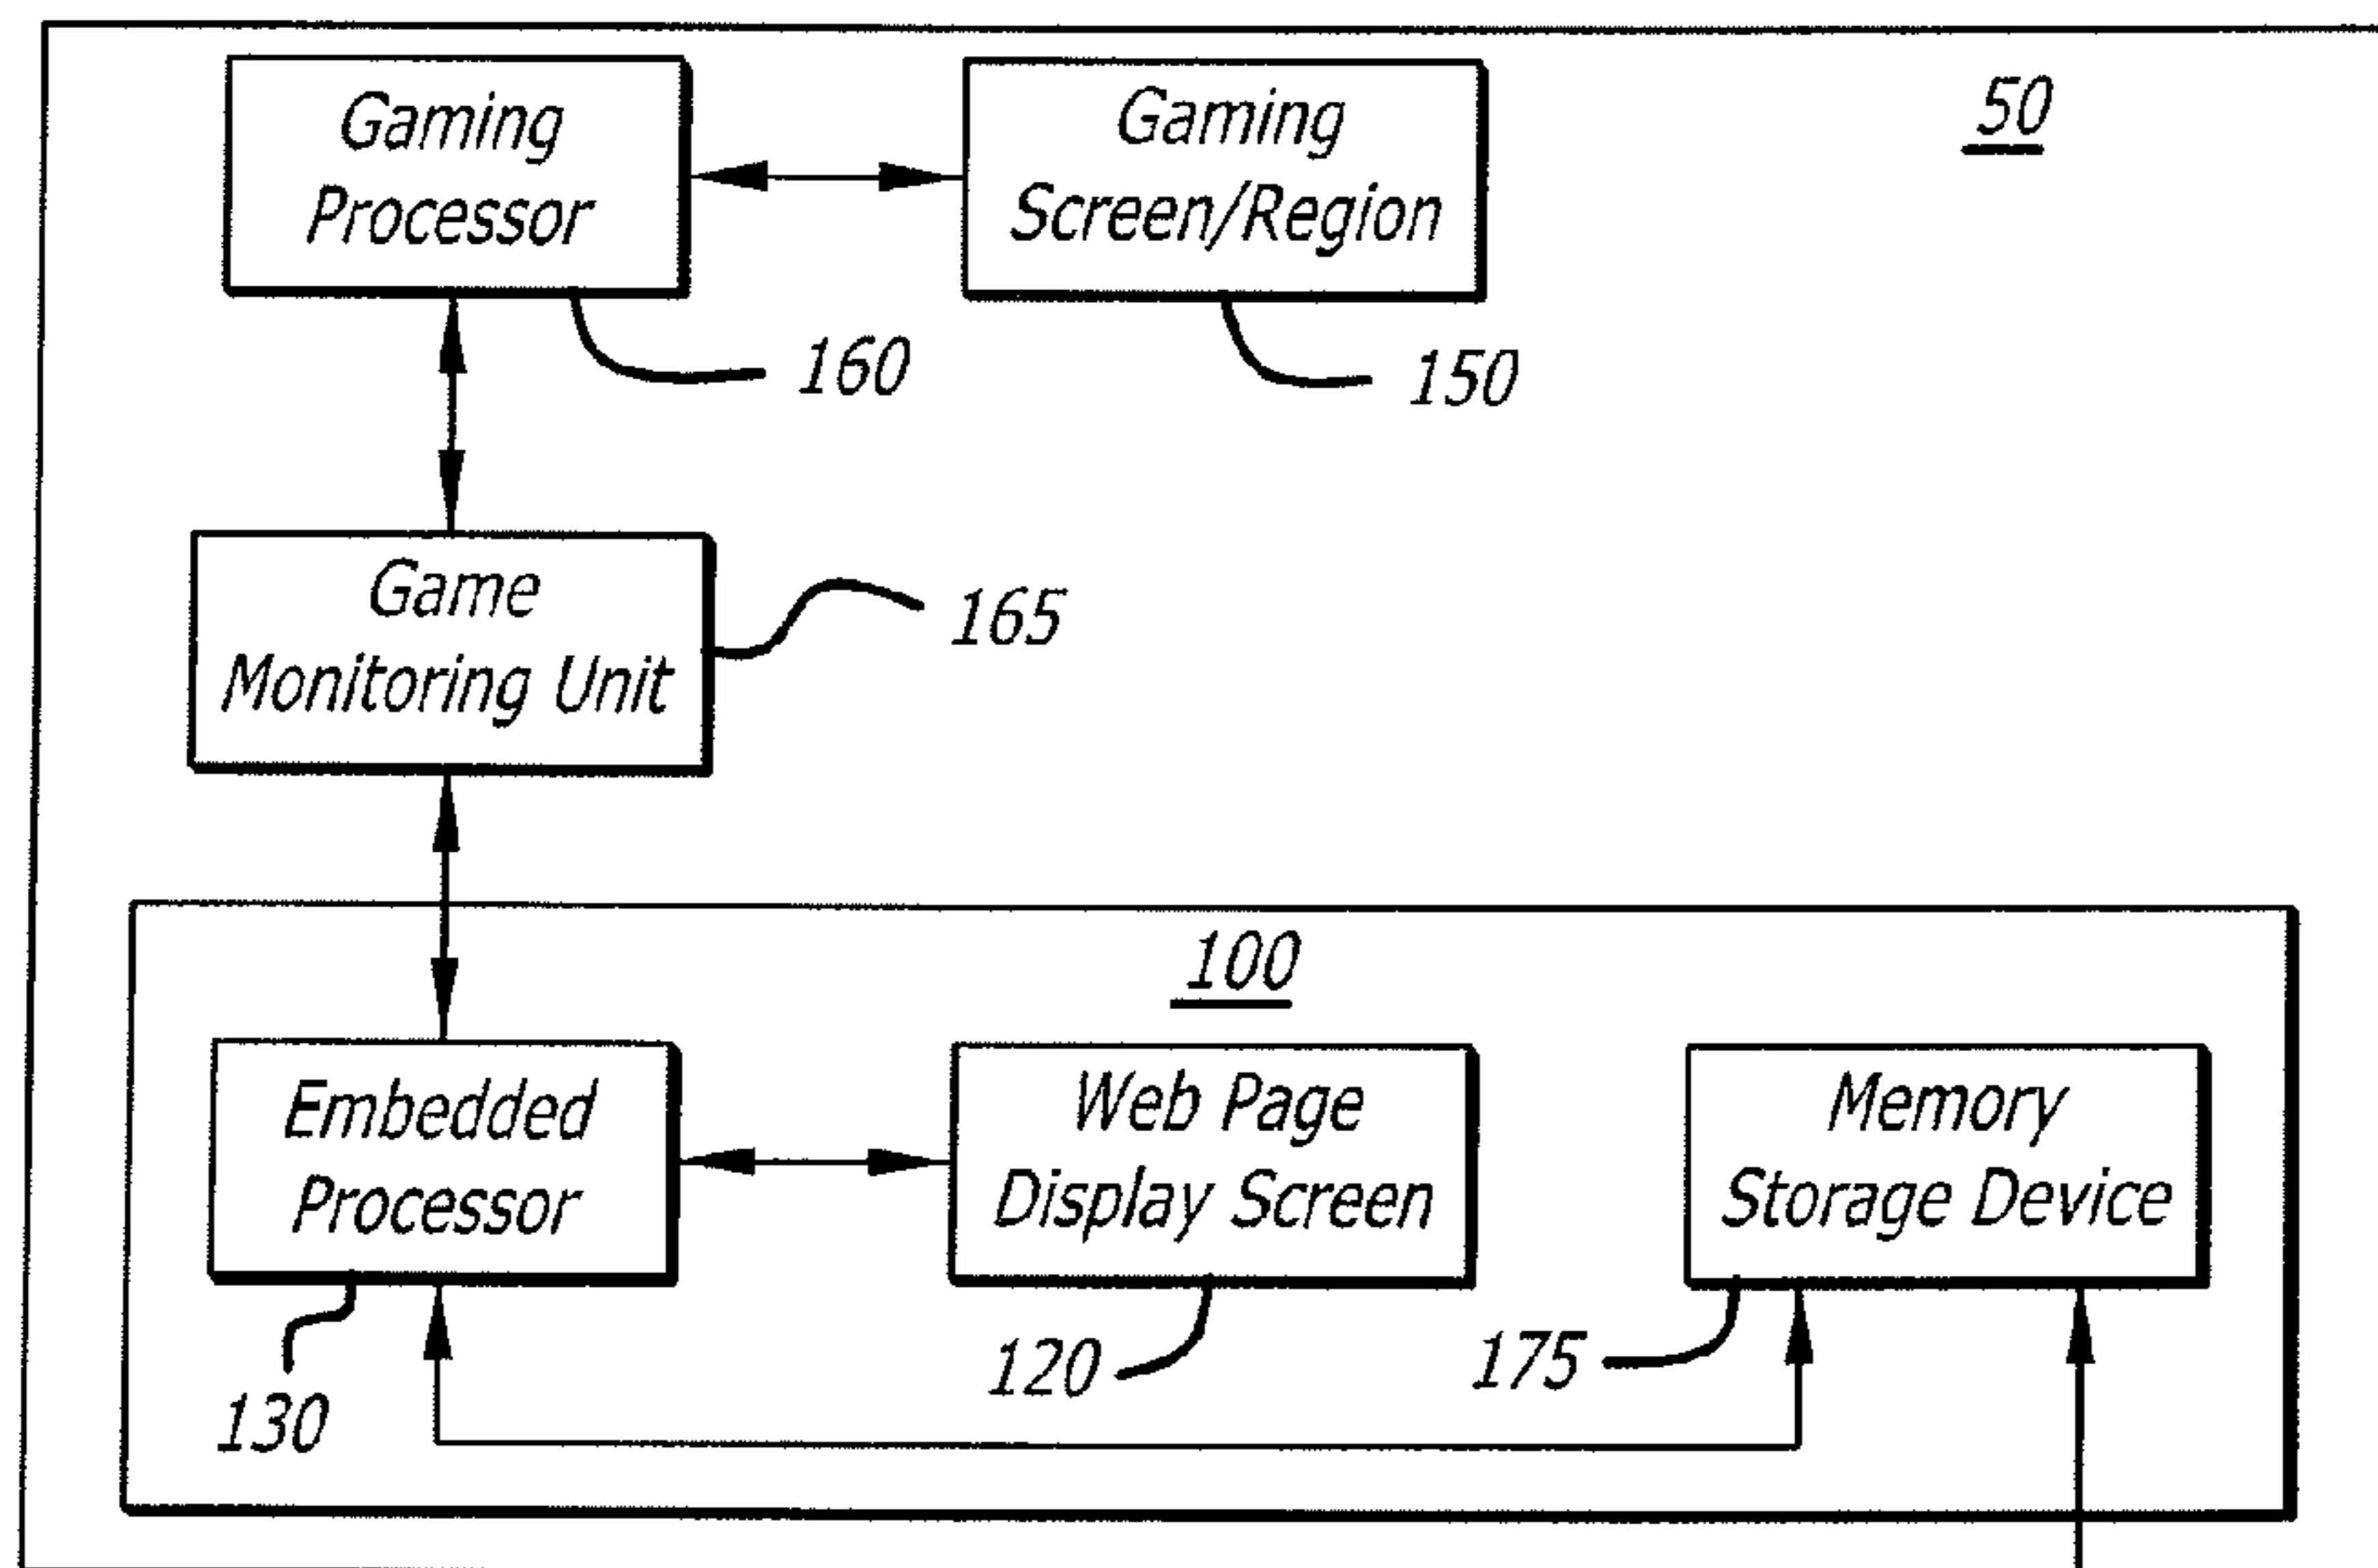 Gaming
Processor
Gaming
Screen/Region
50
160
150
Game
Monitoring Unit
165
100
Embedded
Processor
Web Page
Display Screen
Memory
Storage Device
130
120
175